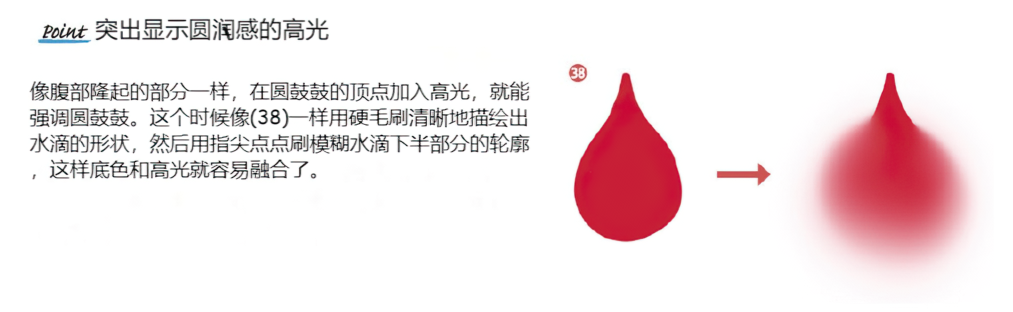 Point 突出显示圆润感的高光
像腹部隆起的部分一样，在圆鼓鼓的顶点加入高光，就能
强调圆鼓鼓。这个时候像(38)一样用硬毛刷清晰地描绘出
水滴的形状，然后用指尖点点刷模糊水滴下半部分的轮廓
，这样底色和高光就容易融合了。
38